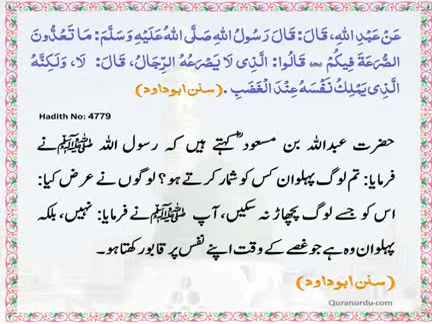 عَنْ عَبْدِ اللهِ، قَالَ: قَالَ رَسُولُ اللهِ صَلَّى اللهُ عَلَيْهِ وَسَلَّمَ: مَا تَعُدُّونَ
الصُّرَعَةَ فِيكُمْ ؟ قَالُوا: الَّذِي لَا يَصْرَعُهُ الرِّجَالُ، قَالَ: لَا، وَلَكِنَّهُ
الَّذِي يَمْلِكُ نَفْسَهُ عِنْدَ الْغَضَبِ. (سنن ابو داود)
Hadith No: 4779
حضرت عبداللہ بن مسعودؓ کہتے ہیں کہ رسول اللہ ﷺ نے
فرمایا: تم لوگ پہلوان کس کو شمار کرتے ہو؟ لوگوں نے عرض کیا:
اس کو جسے لوگ پچھاڑ نہ سکیں، آپ ﷺ نے فرمایا: نہیں، بلکہ
پہلوان وہ ہے جو غصے کے وقت اپنے نفس پر قابو رکھتا ہو۔
(سنن ابو داود)
Quranurdu.com